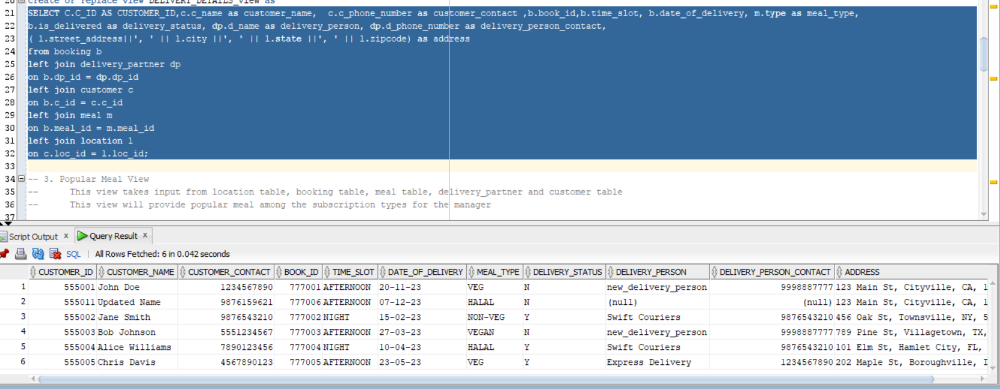 20 create or replace view DELIVERY_DETAILS_view as
21 SELECT C.C_ID AS CUSTOMER_ID,c.c_name as customer_name,  c.c_phone_number as customer_contact ,b.book_id,b.time_slot, b.date_of_delivery, m.type as meal_type,
22 b.is_delivered as delivery_status, dp.d_name as delivery_person, dp.d_phone_number as delivery_person_contact,
23 ( l.street_address||', ' || l.city ||', ' || l.state ||', ' || l.zipcode) as address
24 from booking b
25 left join delivery_partner dp
26 on b.dp_id = dp.dp_id
27 left join customer c
28 on b.c_id = c.c_id
29 left join meal m
30 on b.meal_id = m.meal_id
31 left join location l
32 on c.loc_id = l.loc_id;
33
34 -- 3. Popular Meal View
35 --      This view takes input from location table, booking table, meal table, delivery_partner and customer table
36 --      This view will provide popular meal among the subscription types for the manager
37
Script Output x Query Result x
SQL | All Rows Fetched: 6 in 0.042 seconds
CUSTOMER_ID CUSTOMER_NAME CUSTOMER_CONTACT BOOK_ID TIME_SLOT DATE_OF_DELIVERY MEAL_TYPE DELIVERY_STATUS DELIVERY_PERSON DELIVERY_PERSON_CONTACT ADDRESS
1 555001 John Doe 1234567890 777001 AFTERNOON 20-11-23 VEG N new_delivery_person 9998887777 123 Main St, Cityville, CA, 1
2 555011 Updated Name 9876159621 777006 AFTERNOON 07-12-23 HALAL N (null) (null) 123 Main St, Cityville, CA, 1
3 555002 Jane Smith 9876543210 777002 NIGHT 15-02-23 NON-VEG Y Swift Couriers 9876543210 456 Oak St, Townsville, NY, 5
4 555003 Bob Johnson 5551234567 777003 AFTERNOON 27-03-23 VEGAN N new_delivery_person 9998887777 789 Pine St, Villagetown, TX,
5 555004 Alice Williams 7890123456 777004 NIGHT 10-04-23 HALAL Y Swift Couriers 9876543210 101 Elm St, Hamlet City, FL,
6 555005 Chris Davis 4567890123 777005 AFTERNOON 23-05-23 VEG Y Express Delivery 1234567890 202 Maple St, Boroughville, I